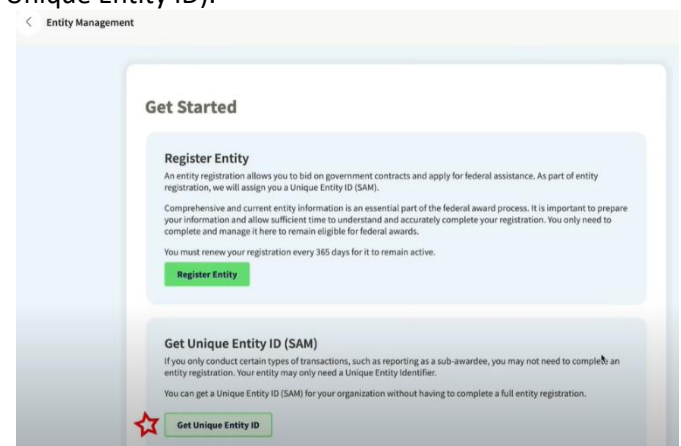 Unique Entity ID).
< Entity Management
Get Started
Register Entity
An entity registration allows you to bid on government contracts and apply for federal assistance. As part of entity
registration, we will assign you a Unique Entity ID (SAM).
Comprehensive and current entity information is an essential part of the federal award process. It is important to prepare
your information and allow sufficient time to understand and accurately complete your registration. You only need to
complete and manage it here to remain eligible for federal awards.
You must renew your registration every 365 days for it to remain active.
Register Entity
Get Unique Entity ID (SAM)
If you only conduct certain types of transactions, such as reporting as a sub-awardee, you may not need to complete an
entity registration. Your entity may only need a Unique Entity Identifier.
You can get a Unique Entity ID (SAM) for your organization without having to complete a full entity registration.
Get Unique Entity ID